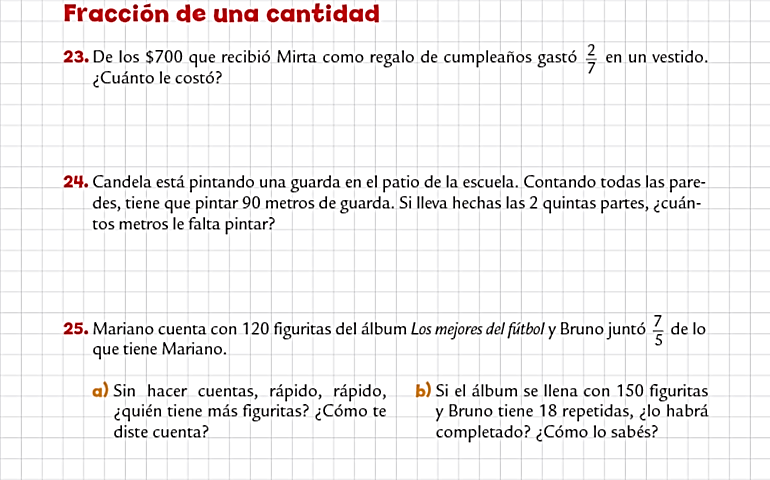 Fracción de una cantidad
23. De los $700 que recibió Mirta como regalo de cumpleaños gastó 2/7 en un vestido.
¿Cuánto le costó?
24. Candela está pintando una guarda en el patio de la escuela. Contando todas las pare-
des, tiene que pintar 90 metros de guarda. Si lleva hechas las 2 quintas partes, ¿cuán-
tos metros le falta pintar?
25. Mariano cuenta con 120 figuritas del álbum Los mejores del fútbol y Bruno juntó 7/5 de lo
que tiene Mariano.
a) Sin hacer cuentas, rápido, rápido,
¿quién tiene más figuritas? ¿Cómo te
diste cuenta?
b) Si el álbum se llena con 150 figuritas
y Bruno tiene 18 repetidas, ¿lo habrá
completado? ¿Cómo lo sabés?